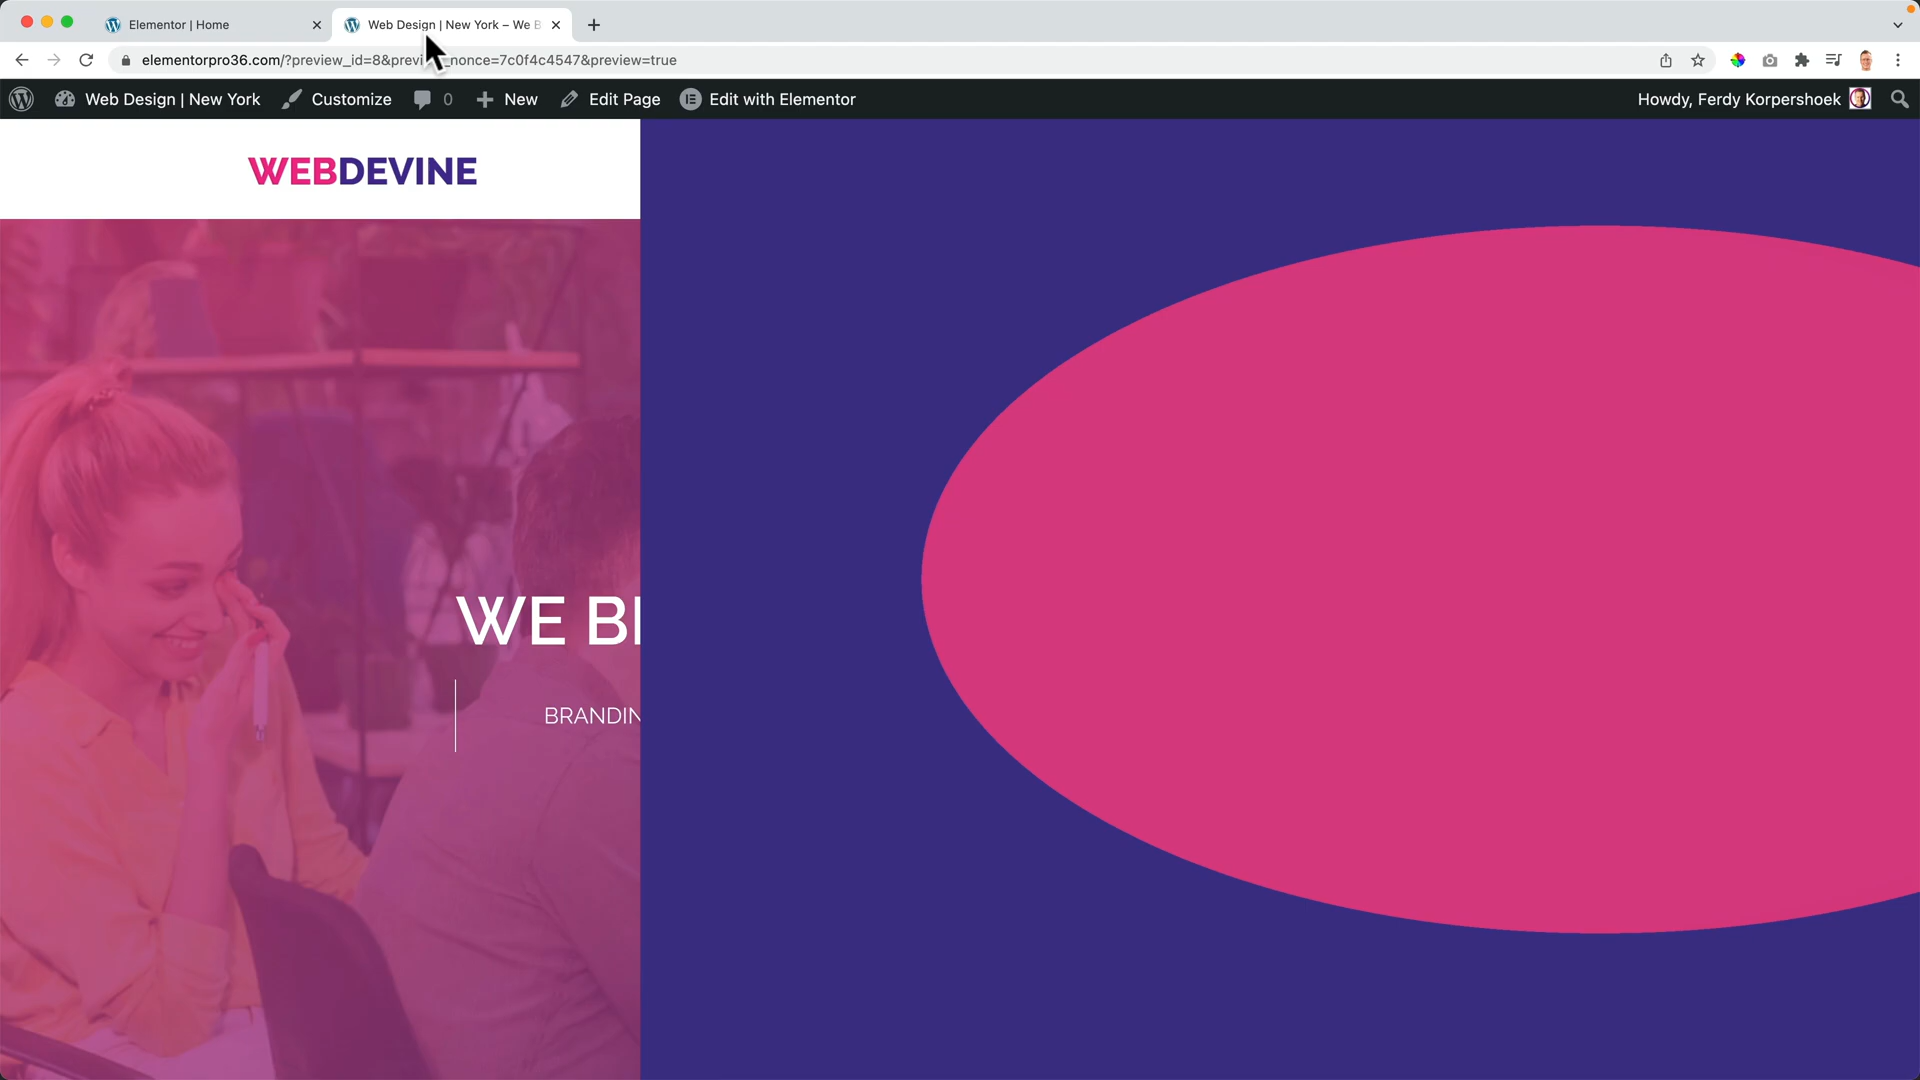 Elementor | Home
Web Design | New York – We B
elementorpro36.com/?preview_id=8&previ nonce=7c0f4c4547&preview=true
Web Design | New York
Customize
0
New
Edit Page
Edit with Elementor
Howdy, Ferdy Korpershoek
WEBDEVINE
WE B
BRANDIN